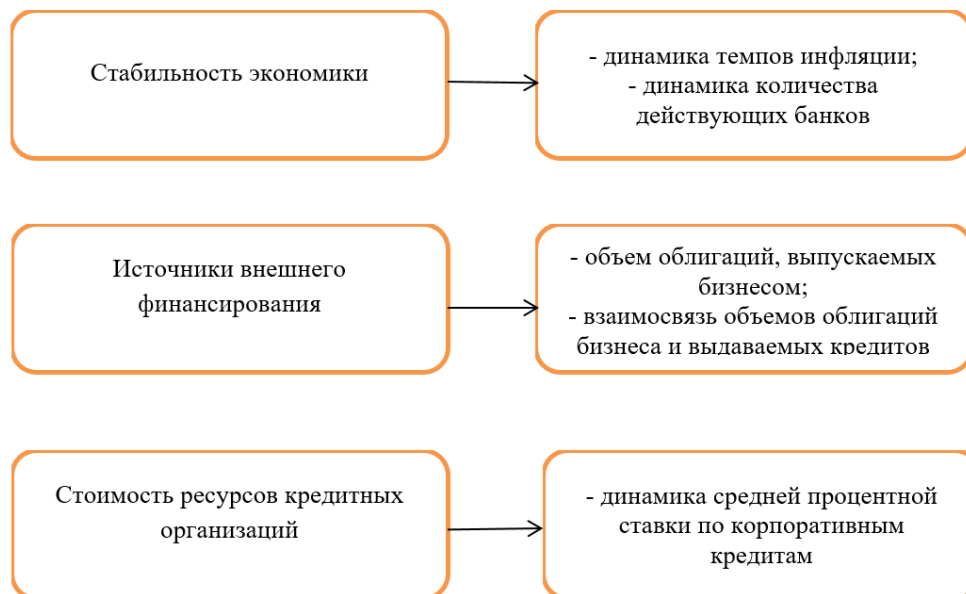 Стабильность экономики
- динамика темпов инфляции;
- динамика количества
действующих банков
Источники внешнего
финансирования
- объем облигаций, выпускаемых
бизнесом;
- взаимосвязь объемов облигаций
бизнеса и выдаваемых кредитов
Стоимость ресурсов кредитных
организаций
- динамика средней процентной
ставки по корпоративным
кредитам